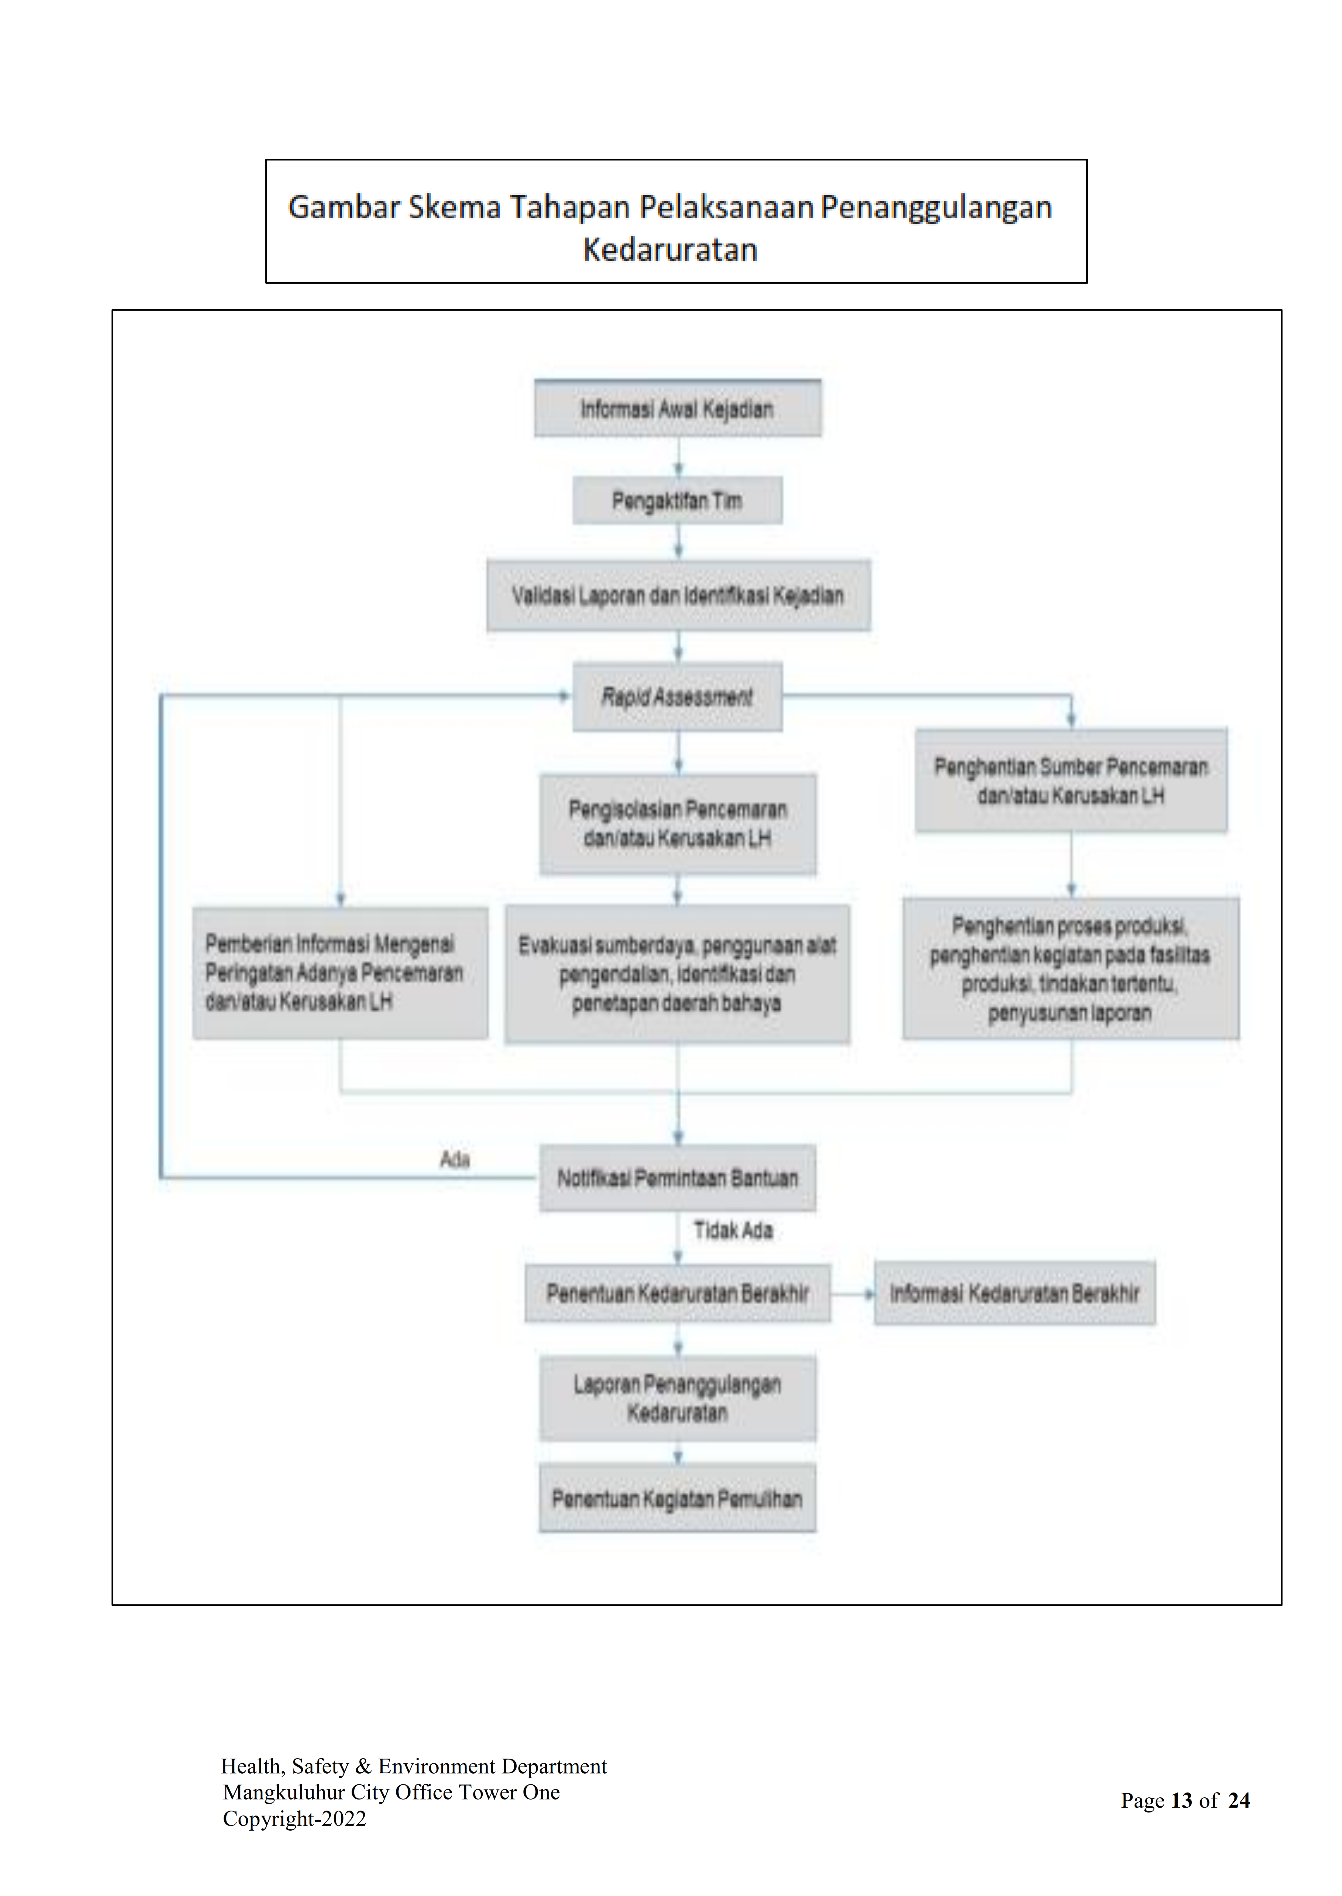 Gambar Skema Tahapan Pelaksanaan Penanggulangan
Kedaruratan
Informasi Awal Kejadian
Pengaktifan Tim
Validasi Laporan dan Identifikasi Kejadian
Rapid Assessment
Penghentian Sumber Pencemaran
dan/atau Kerusakan LH
Pengisolasian Pencemaran
dan/atau Kerusakan LH
Pemberian Informasi Mengenai
Peringatan Adanya Pencemaran
dan/atau Kerusakan LH
Evakuasi sumberdaya, penggunaan alat
pengendalian, identifikasi dan
penetapan daerah bahaya
Penghentian proses produksi,
penghentian kegiatan pada fasilitas
produksi, tindakan tertentu,
penyusunan laporan
Ada
Notifikasi Permintaan Bantuan
Tidak Ada
Penentuan Kedaruratan Berakhir
Informasi Kedaruratan Berakhir
Laporan Penanggulangan
Kedaruratan
Penentuan Kegiatan Pemulihan
Health, Safety & Environment Department
Mangkuluhur City Office Tower One
Copyright-2022
Page 13 of 24